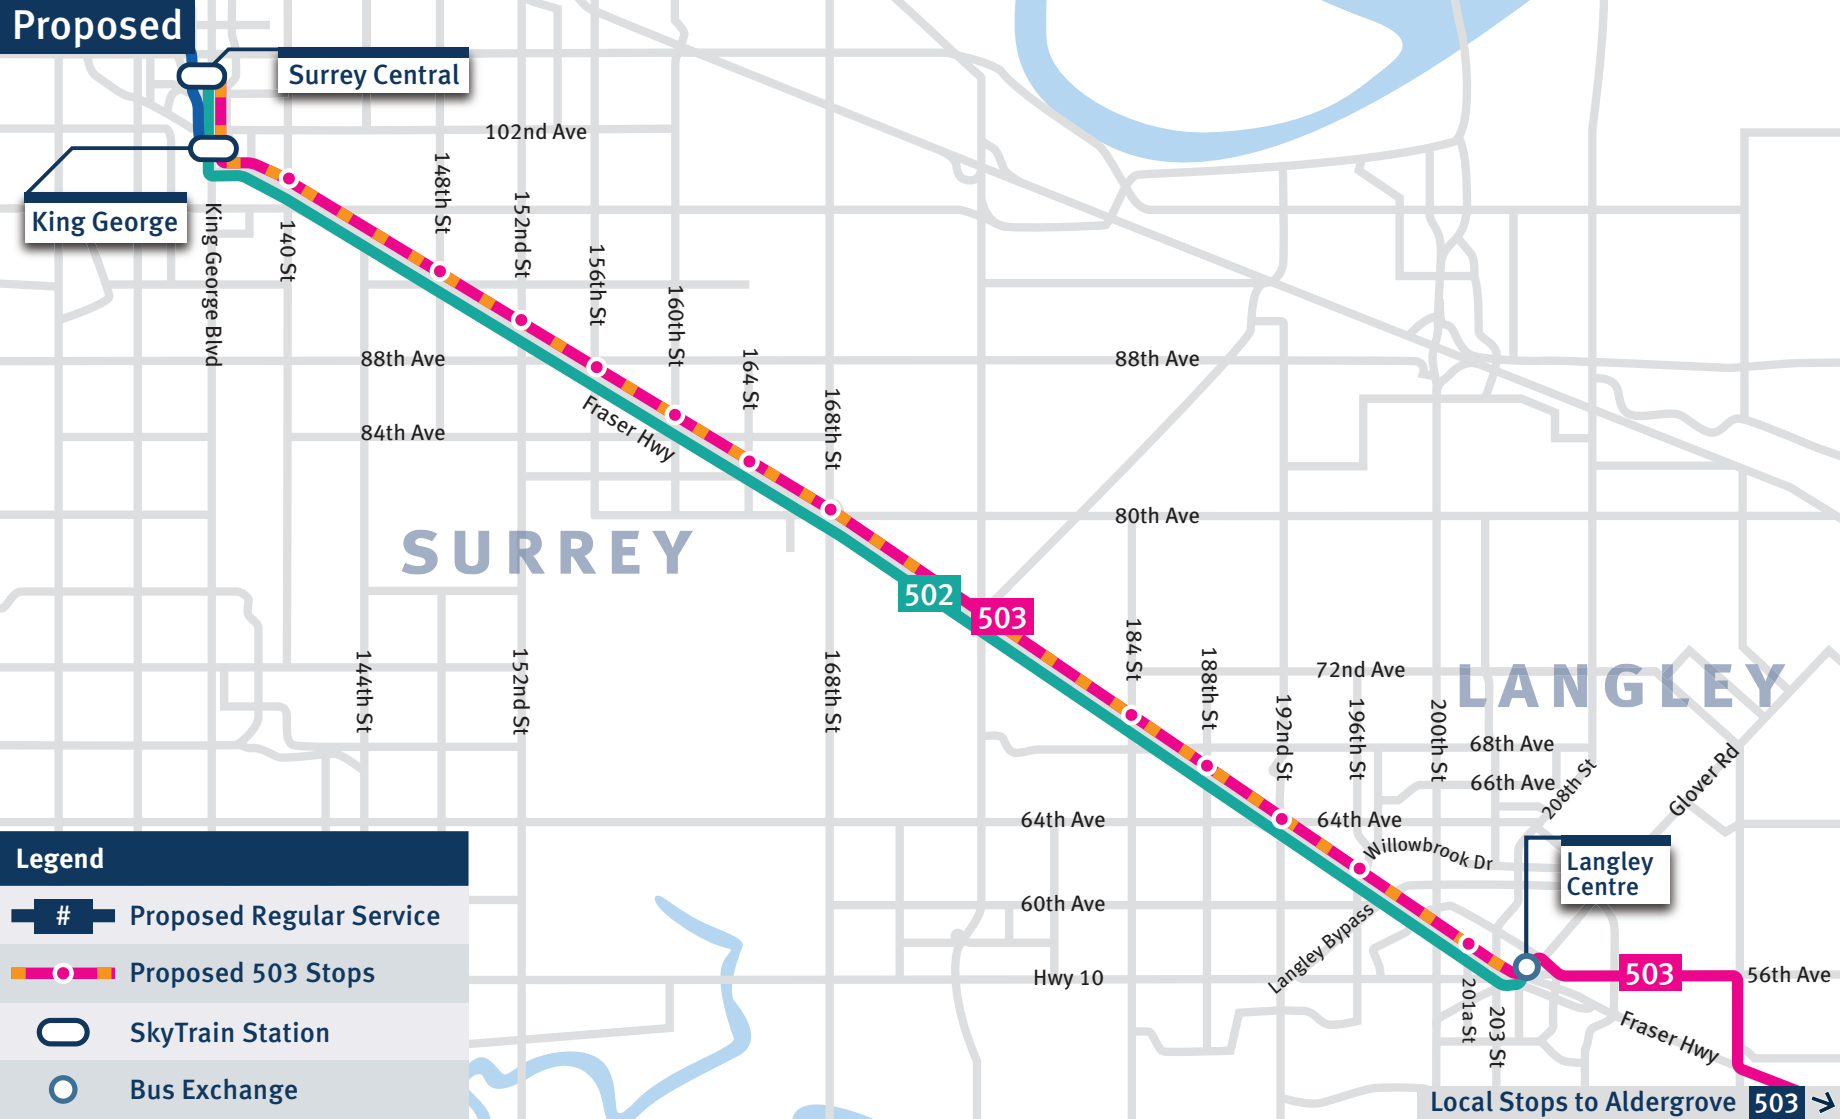 Proposed
Surrey Central
King George
102nd Ave
148th St
152nd St
156th St
160th St
164 St
168th St
140 St
King George Blvd
88th Ave
88th Ave
84th Ave
Fraser Hwy
80th Ave
SURREY
502
503
184 St
188th St
192nd St
196th St
200th St
72nd Ave
LANGLEY
144th St
152nd St
168th St
68th Ave
66th Ave
208th St
Glover Rd
64th Ave
64th Ave
Willowbrook Dr
Langley
Centre
60th Ave
Langley Bypass
Hwy 10
503
56th Ave
201a St
203 St
Fraser Hwy
Local Stops to Aldergrove 503
Legend
# Proposed Regular Service
Proposed 503 Stops
SkyTrain Station
Bus Exchange